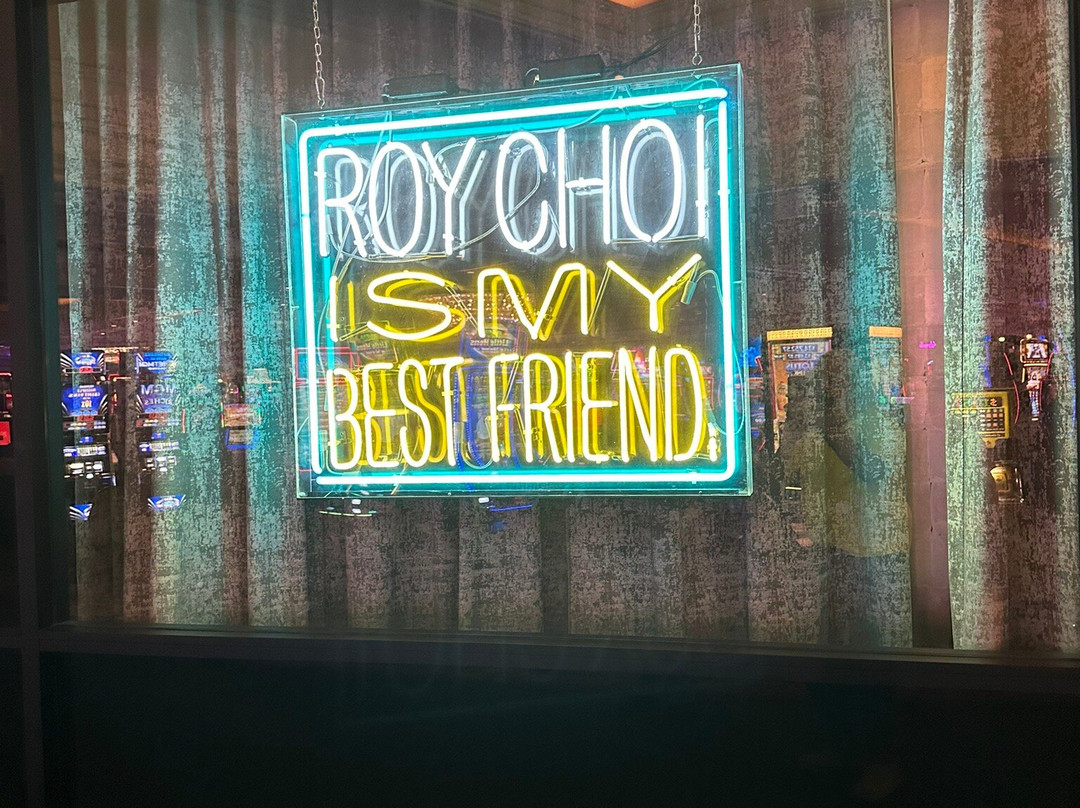 ROY CHOI
IS MY
BEST FRIEND.